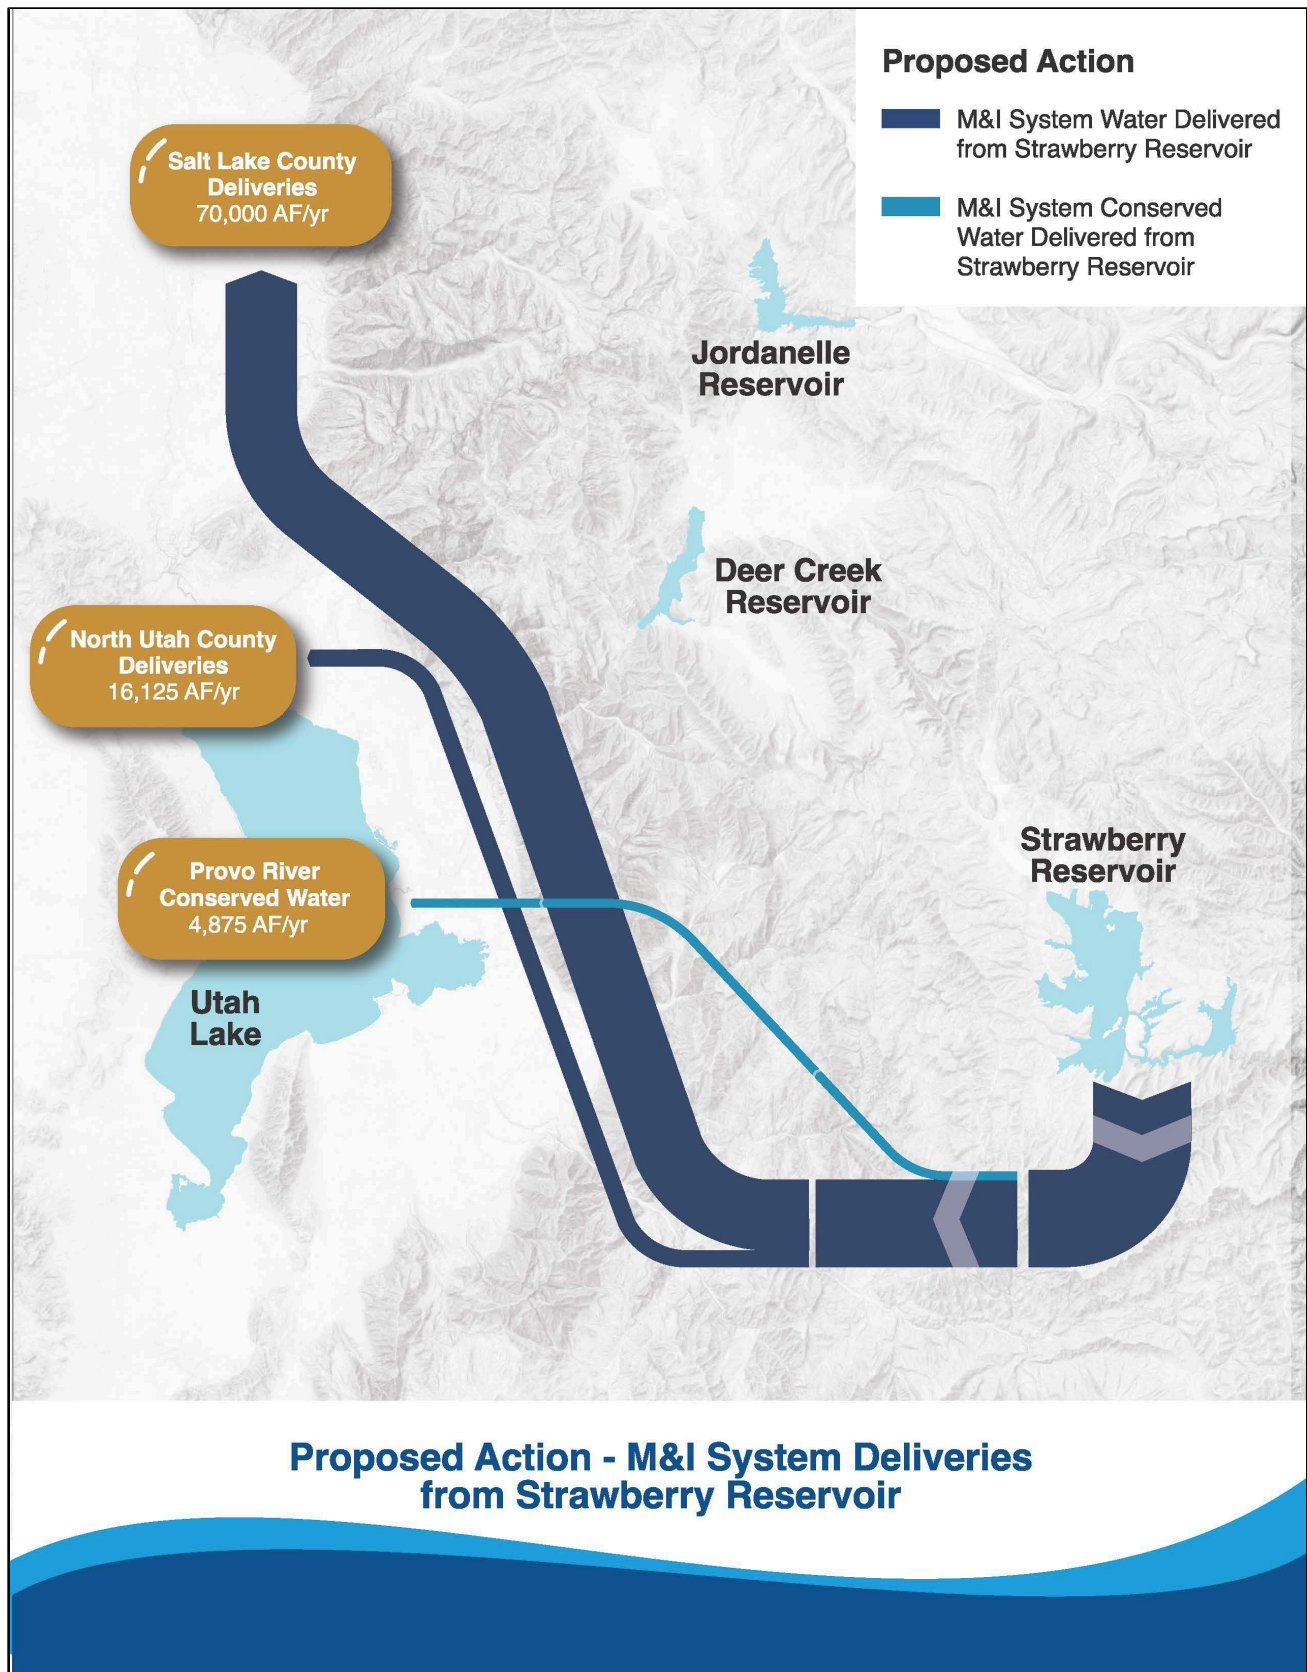 Proposed Action
M&I System Water Delivered
from Strawberry Reservoir
M&I System Conserved
Water Delivered from
Strawberry Reservoir
Salt Lake County
Deliveries
70,000 AF/yr
Jordanelle
Reservoir
Deer Creek
Reservoir
North Utah County
Deliveries
16,125 AF/yr
Strawberry
Reservoir
Provo River
Conserved Water
4,875 AF/yr
Utah
Lake
Proposed Action - M&I System Deliveries
from Strawberry Reservoir